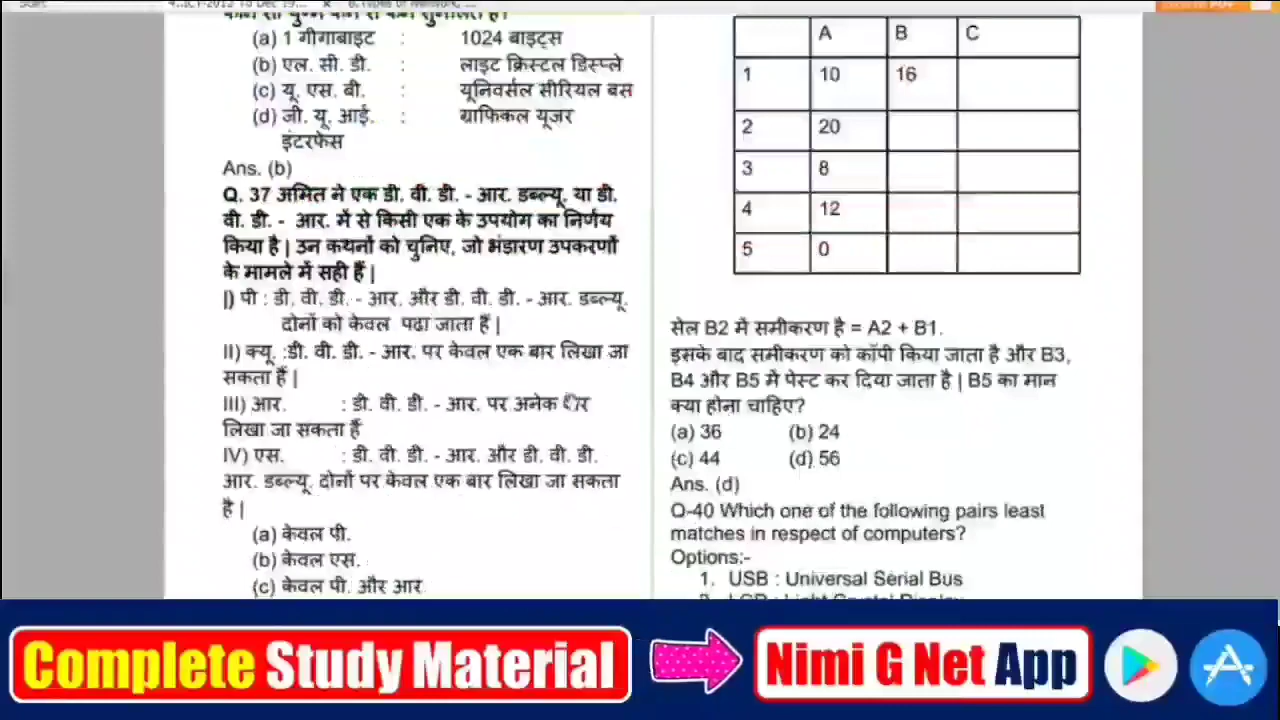 (a) 1 गीगाबाइट : 1024 बाइट्स
(b) एल. सी. डी. : लाइट क्रिस्टल डिस्प्ले
(c) यू. एस. बी. : यूनिवर्सल सीरियल बस
(d) जी. यू. आई. : ग्राफिकल यूजर
इंटरफेस
Ans. (b)
Q. 37 अमित ने एक डी. वी. डी. - आर. डब्ल्यू. या डी.
वी. डी. - आर. में से किसी एक के उपयोग का निर्णय
किया है | उन कथनों को चुनिए, जो भंडारण उपकरणों
के मामले में सही हैं |
|) पी : डी. वी. डी. - आर. और डी. वी. डी. - आर. डब्ल्यू.
दोनों को केवल पढा जाता हैं |
II) क्यू. :डी. वी. डी. - आर. पर केवल एक बार लिखा जा
सकता हैं |
III) आर. : डी. वी. डी. - आर. पर अनेक
लिखा जा सकता हैं
IV) एस. : डी. वी. डी. - आर. और डी. वी. डी.
आर. डब्ल्यू. दोनों पर केवल एक बार लिखा जा सकता
है |
(a) केवल पी.
(b) केवल एस.
(c) केवल पी. और आर
A B C
1 10 16
2 20
3 8
4 12
5 0
सेल B2 में समीकरण है = A2 + B1.
इसके बाद समीकरण को कॉपी किया जाता है और B3,
B4 और B5 में पेस्ट कर दिया जाता है | B5 का मान
क्या होना चाहिए?
(a) 36 (b) 24
(c) 44 (d) 56
Ans. (d)
Q-40 Which one of the following pairs least
matches in respect of computers?
Options:-
1. USB : Universal Serial Bus
Complete Study Material
Nimi G Net App